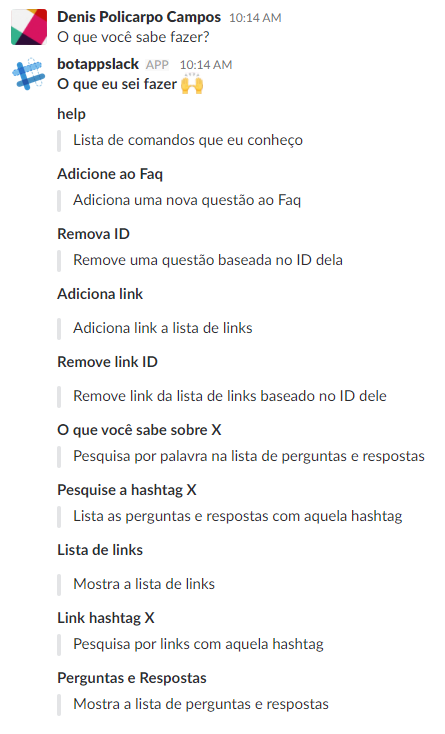 Denis Policarpo Campos 10:14 AM
O que você sabe fazer?
botappslack APP 10:14 AM
O que eu sei fazer 🙌
help
Lista de comandos que eu conheço
Adicione ao Faq
Adiciona uma nova questão ao Faq
Remova ID
Remove uma questão baseada no ID dela
Adiciona link
Adiciona link a lista de links
Remove link ID
Remove link da lista de links baseado no ID dele
O que você sabe sobre X
Pesquisa por palavra na lista de perguntas e respostas
Pesquise a hashtag X
Lista as perguntas e respostas com aquela hashtag
Lista de links
Mostra a lista de links
Link hashtag X
Pesquisa por links com aquela hashtag
Perguntas e Respostas
Mostra a lista de perguntas e respostas